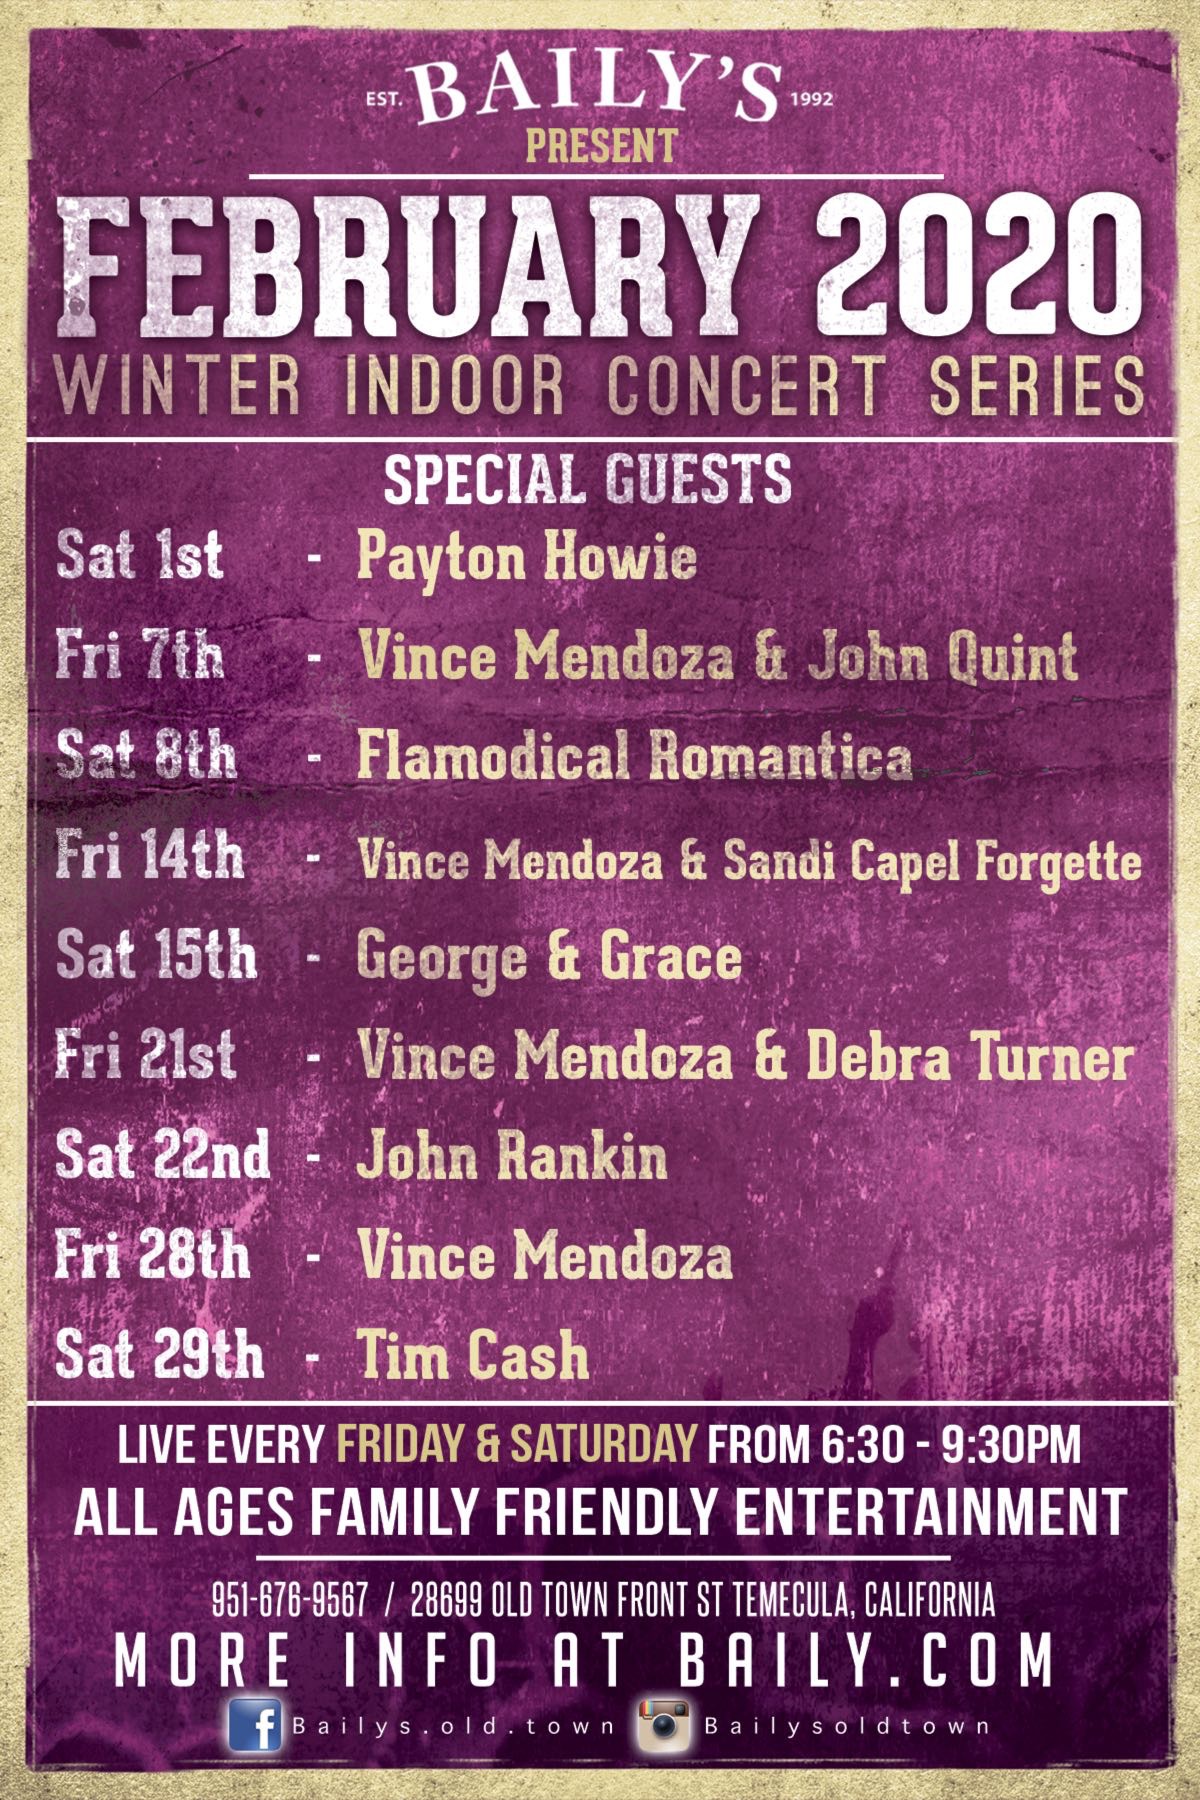 EST. BAILY'S 1992
PRESENT
FEBRUARY 2020
WINTER INDOOR CONCERT SERIES
SPECIAL GUESTS
Sat 1st - Payton Howie
Fri 7th - Vince Mendoza & John Quint
Sat 8th - Flamodical Romantica
Fri 14th - Vince Mendoza & Sandi Capel Forgette
Sat 15th - George & Grace
Fri 21st - Vince Mendoza & Debra Turner
Sat 22nd - John Rankin
Fri 28th - Vince Mendoza
Sat 29th - Tim Cash
LIVE EVERY FRIDAY & SATURDAY FROM 6:30 - 9:30PM
ALL AGES FAMILY FRIENDLY ENTERTAINMENT
951-676-9567 / 28699 OLD TOWN FRONT ST TEMECULA, CALIFORNIA
MORE INFO AT BAILY.COM
f Bailys.old.town Bailysoldtown